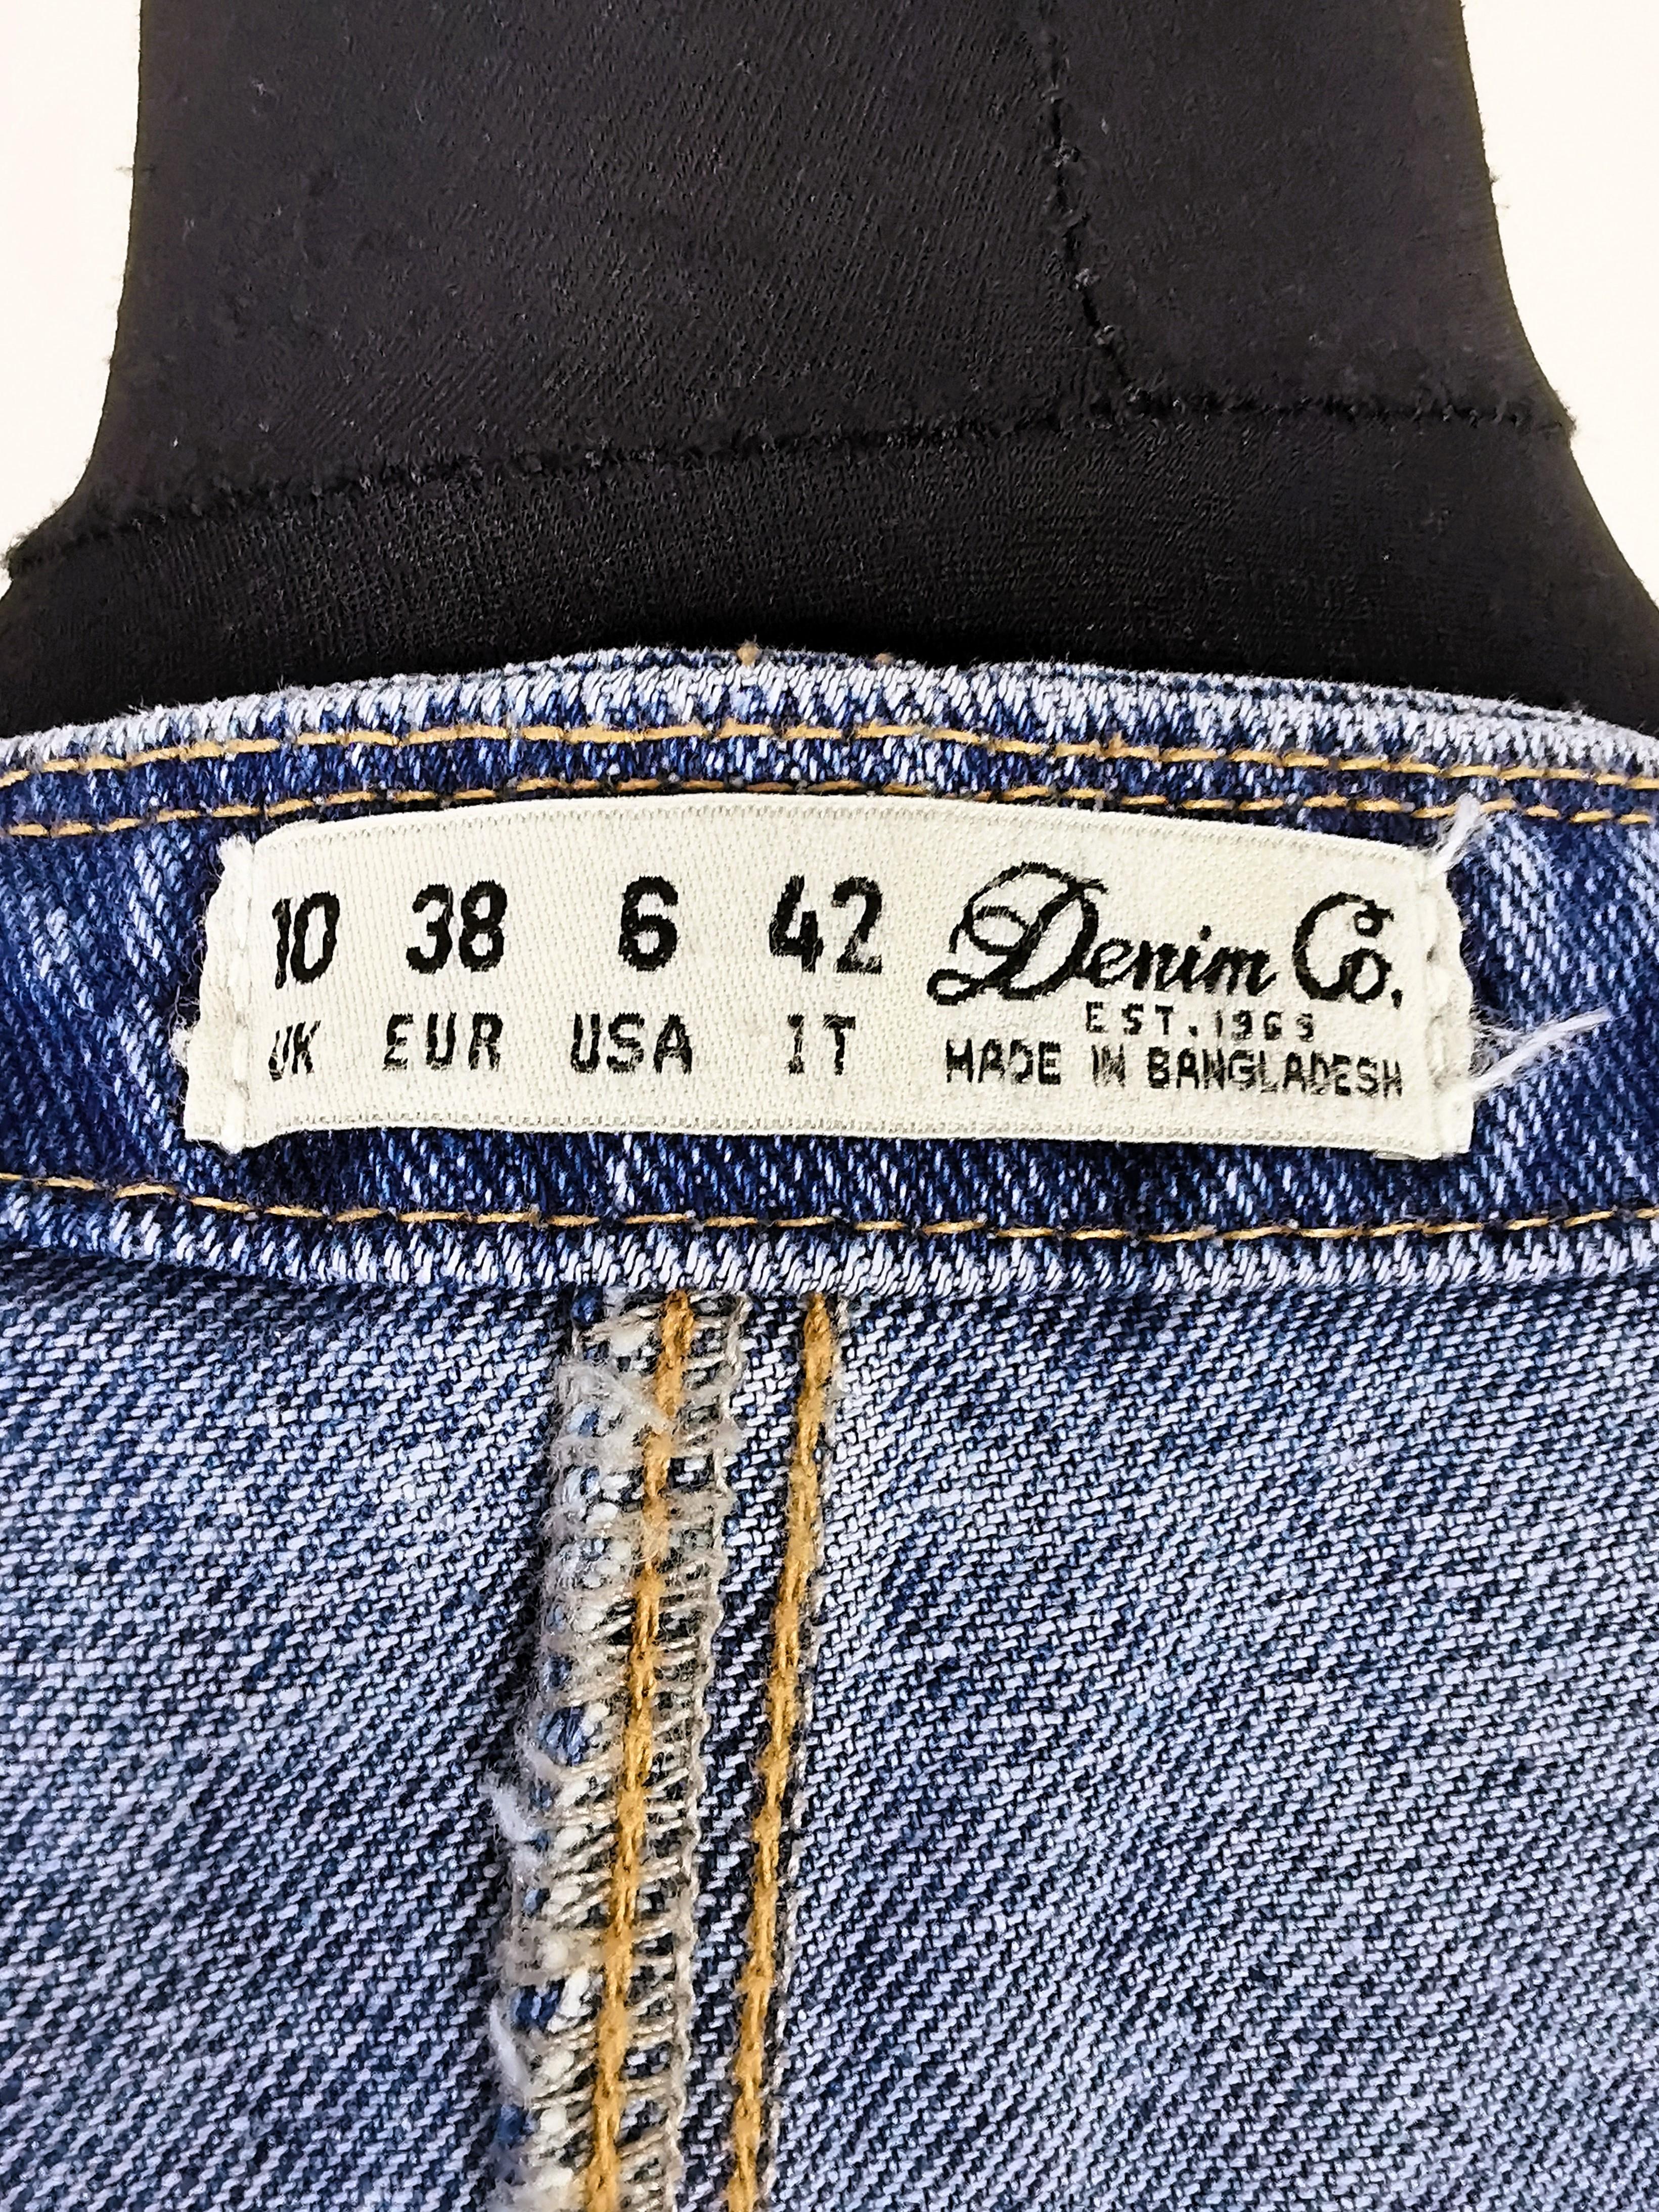 10 38 6 42 Denim Co.
UK EUR USA IT EST. 1969
MADE IN BANGLADESH